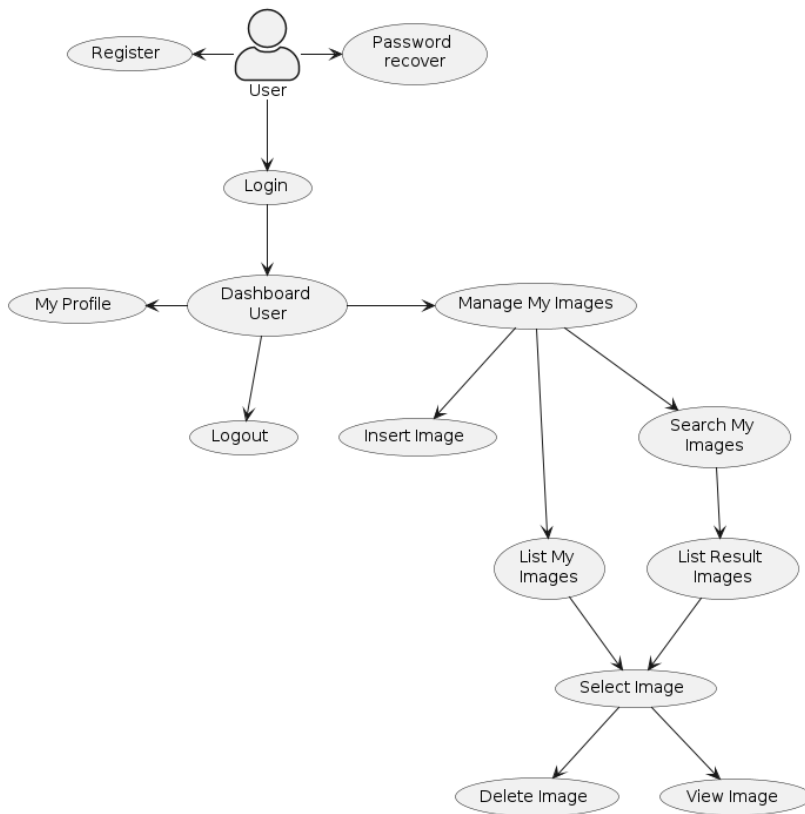 Register
Password
recover
User
Login
My Profile
Dashboard
User
Manage My Images
Logout
Insert Image
Search My
Images
List My
Images
List Result
Images
Select Image
Delete Image
View Image